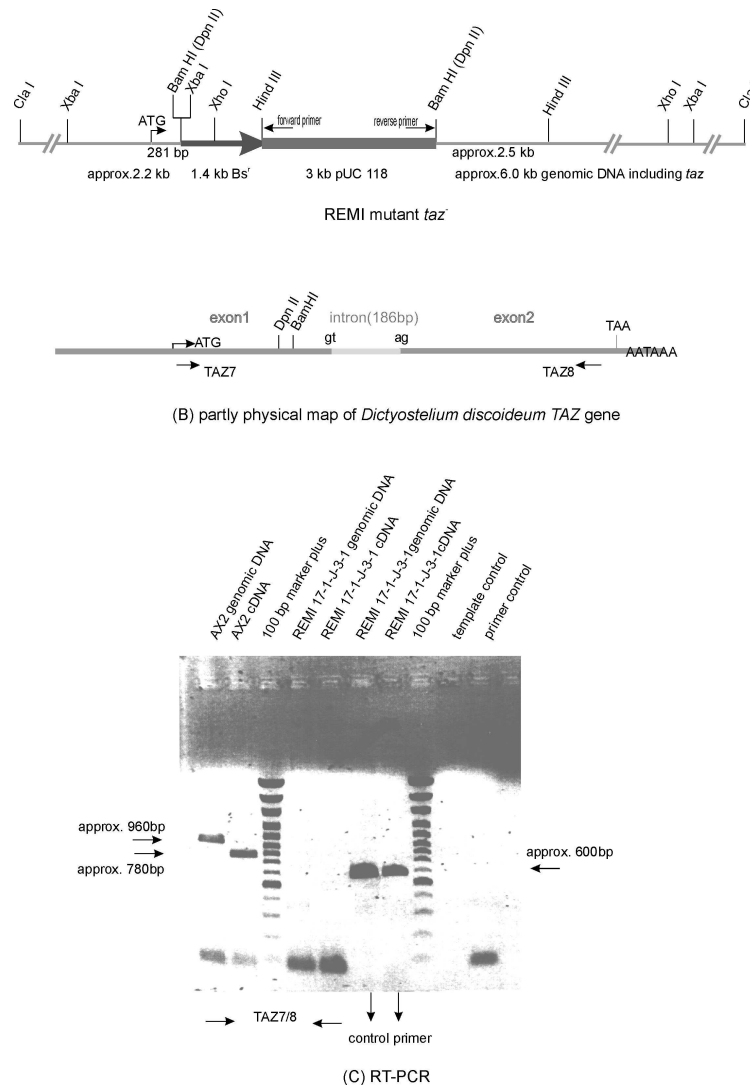 Cla I
Xba I
ATG
Bam HI (Dpn II)
Xba I
Xho I
Hind III
forward primer
reverse primer
Bam HI (Dpn II)
Hind III
Xho I
Xba I
Cla
281 bp
approx.2.5 kb
approx.2.2 kb
1.4 kb Bsʳ
3 kb pUC 118
approx.6.0 kb genomic DNA including taz
REMI mutant taz⁻
exon1
Dpn II
BamHI
intron(186bp)
exon2
TAA
ATG
gt
ag
AATAAA
TAZ7
TAZ8
(B) partly physical map of Dictyostelium discoideum TAZ gene
AX2 genomic DNA
AX2 cDNA
100 bp marker plus
REMI 17-1-J-3-1 genomic DNA
REMI 17-1-J-3-1 cDNA
REMI 17-1-J-3-1genomic DNA
REMI 17-1-J-3-1cDNA
100 bp marker plus
template control
primer control
approx. 960bp
approx. 780bp
approx. 600bp
TAZ7/8
control primer
(C) RT-PCR